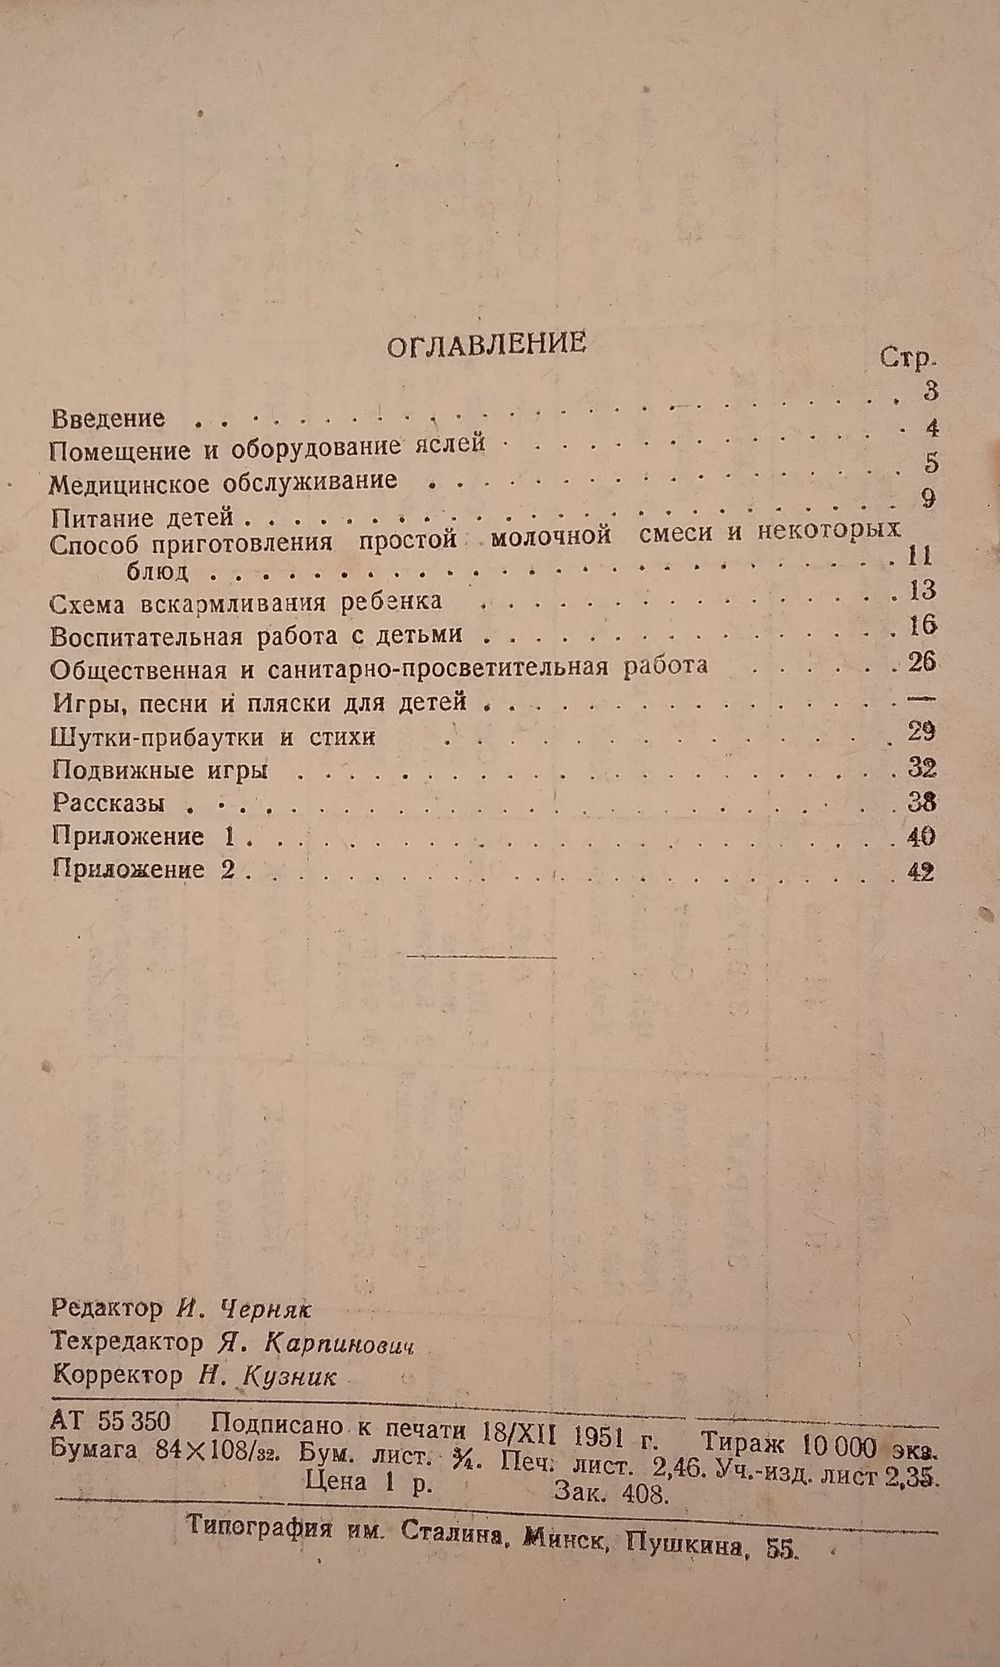 ОГЛАВЛЕНИЕ
Стр.
Введение . . . . . . . . . . . . . . . . . . . . 3
Помещение и оборудование яслей . . . . . . . . . . . . 4
Медицинское обслуживание . . . . . . . . . . . . . . 5
Питание детей . . . . . . . . . . . . . . . . . . 9
Способ приготовления простой молочной смеси и некоторых
блюд . . . . . . . . . . . . . . . . . . . . 11
Схема вскармливания ребенка . . . . . . . . . . . . . 13
Воспитательная работа с детьми . . . . . . . . . . . . 16
Общественная и санитарно-просветительная работа . . . . . . 26
Игры, песни и пляски для детей . . . . . . . . . . . . —
Шутки-прибаутки и стихи . . . . . . . . . . . . . . 29
Подвижные игры . . . . . . . . . . . . . . . . . 32
Рассказы . . . . . . . . . . . . . . . . . . . . 38
Приложение 1 . . . . . . . . . . . . . . . . . . 40
Приложение 2 . . . . . . . . . . . . . . . . . . 42
Редактор И. Черняк
Техредактор Я. Карпинович
Корректор Н. Кузник
АТ 55350 Подписано к печати 18/XII 1951 г. Тираж 10 000 экз.
Бумага 84×108/32. Бум. лист. ¾. Печ. лист. 2,46. Уч.-изд. лист 2,35.
Цена 1 р. Зак. 408.
Типография им. Сталина, Минск, Пушкина, 55.